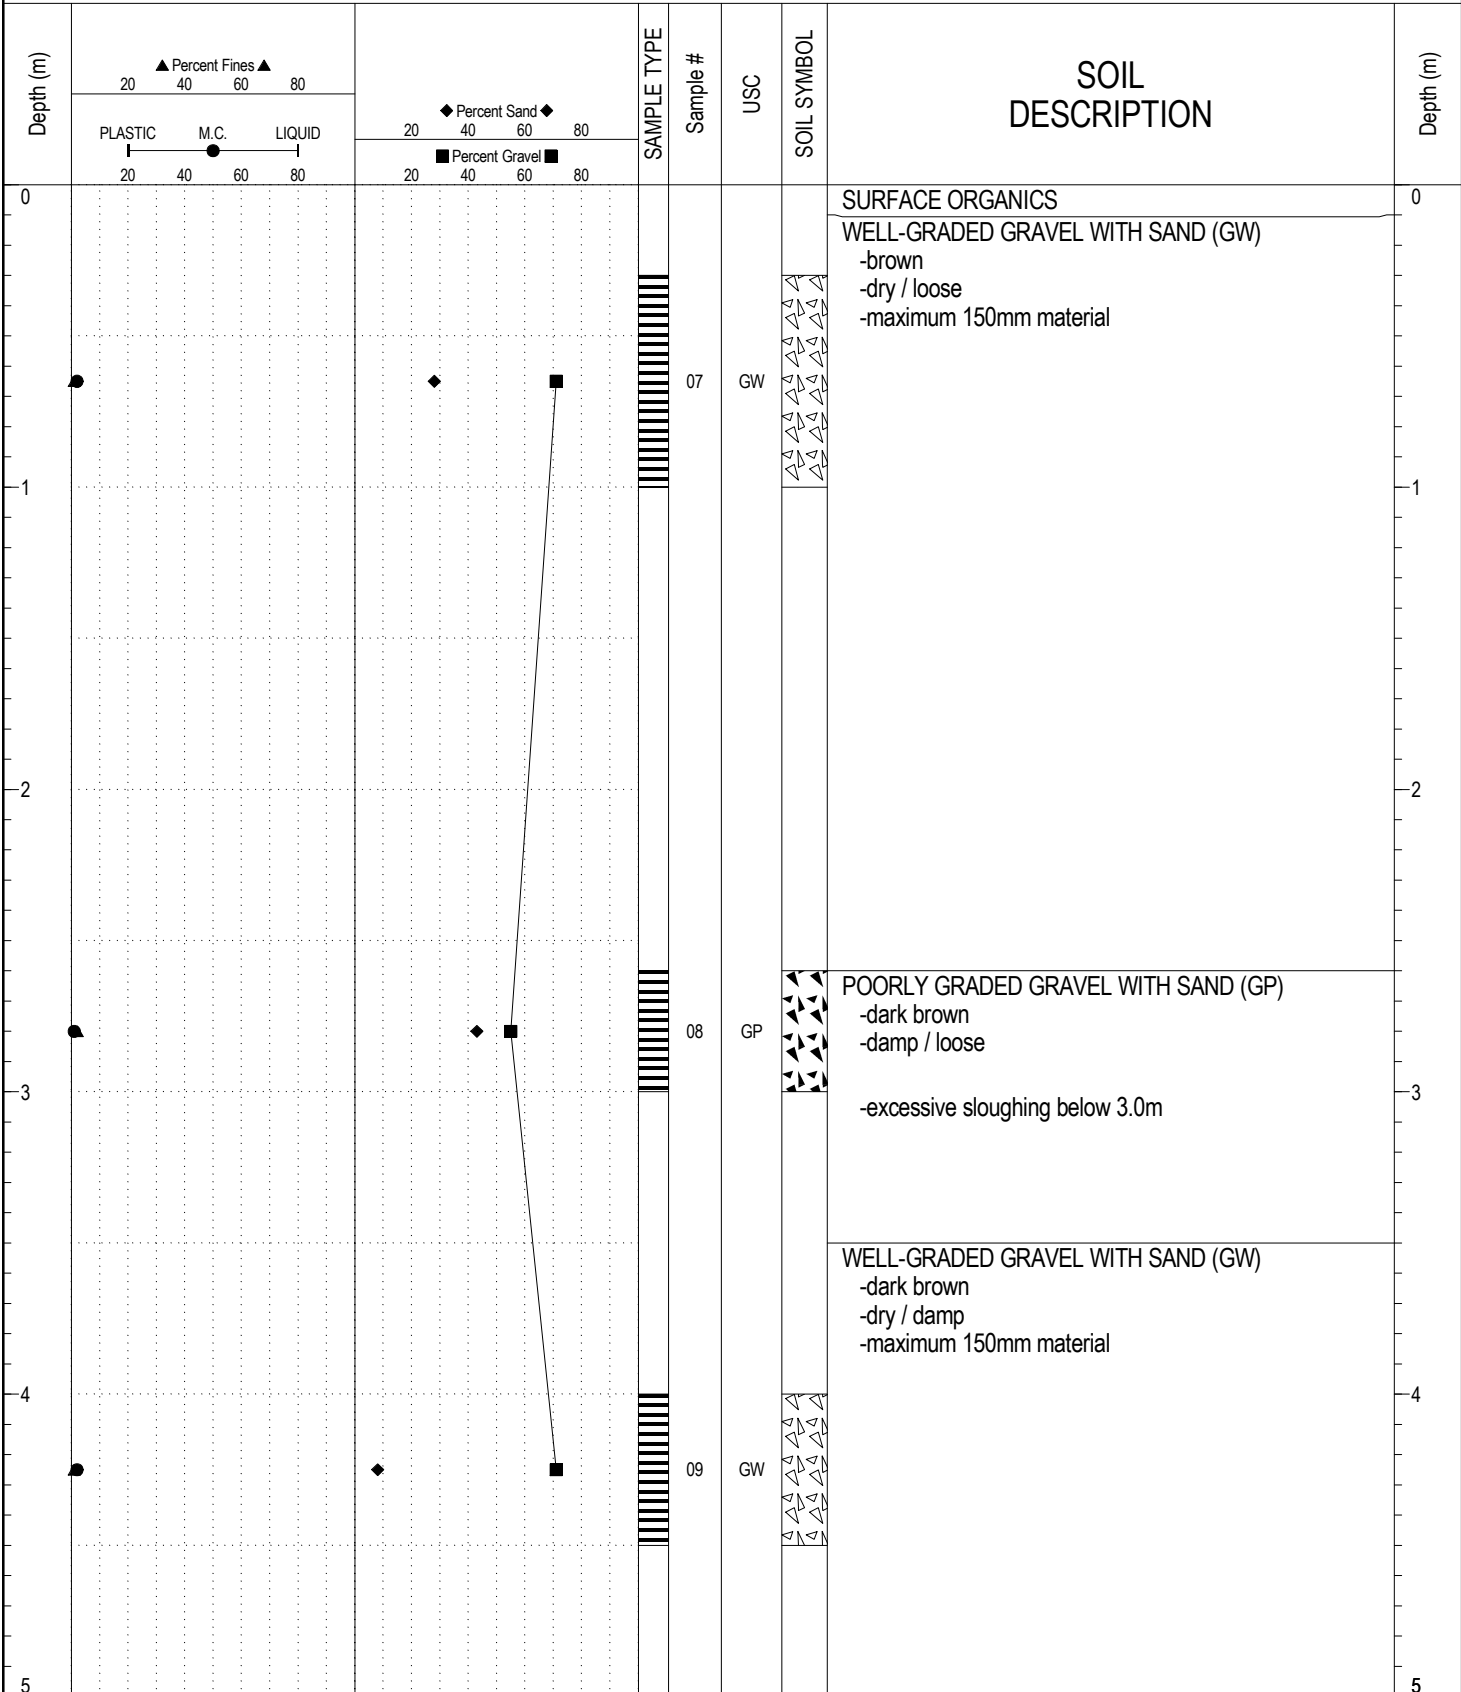 Depth (m)
▲ Percent Fines ▲
20 40 60 80
PLASTIC M.C. LIQUID
20 40 60 80
◆ Percent Sand ◆
20 40 60 80
■ Percent Gravel ■
20 40 60 80
SAMPLE TYPE
Sample #
USC
SOIL SYMBOL
SOIL
DESCRIPTION
Depth (m)
0 SURFACE ORGANICS 0
WELL-GRADED GRAVEL WITH SAND (GW)
-brown
-dry / loose
-maximum 150mm material
07 GW
1 1
2 2
POORLY GRADED GRAVEL WITH SAND (GP)
-dark brown
08 GP
-damp / loose
3 3
-excessive sloughing below 3.0m
WELL-GRADED GRAVEL WITH SAND (GW)
-dark brown
-dry / damp
-maximum 150mm material
4 4
09 GW
5 5